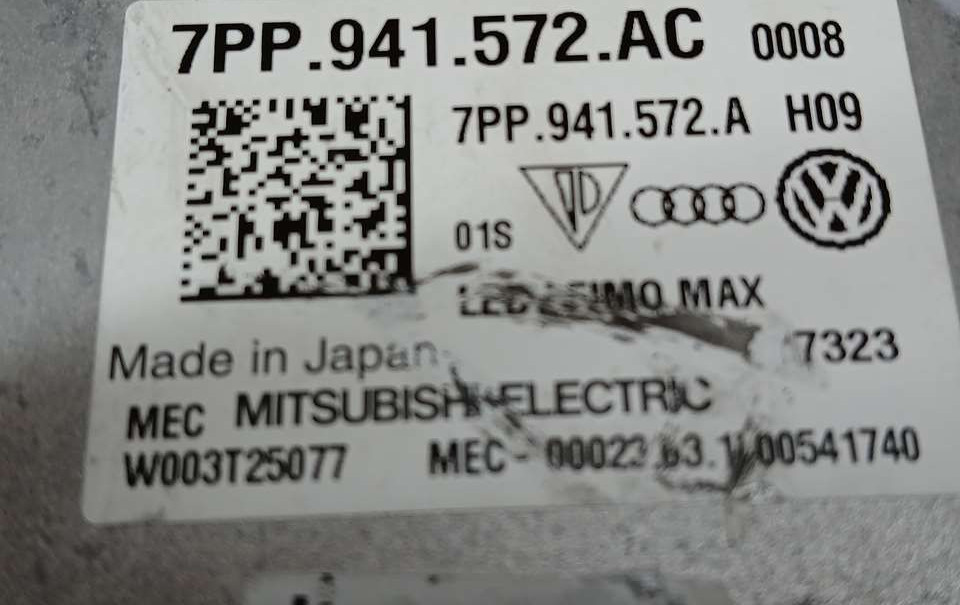 7PP.941.572.AC 0008
7PP.941.572.A H09
01S
MAX
7323
Made in Japan
MEC MITSUBISHI ELECTRIC
W003T25077 MEC-